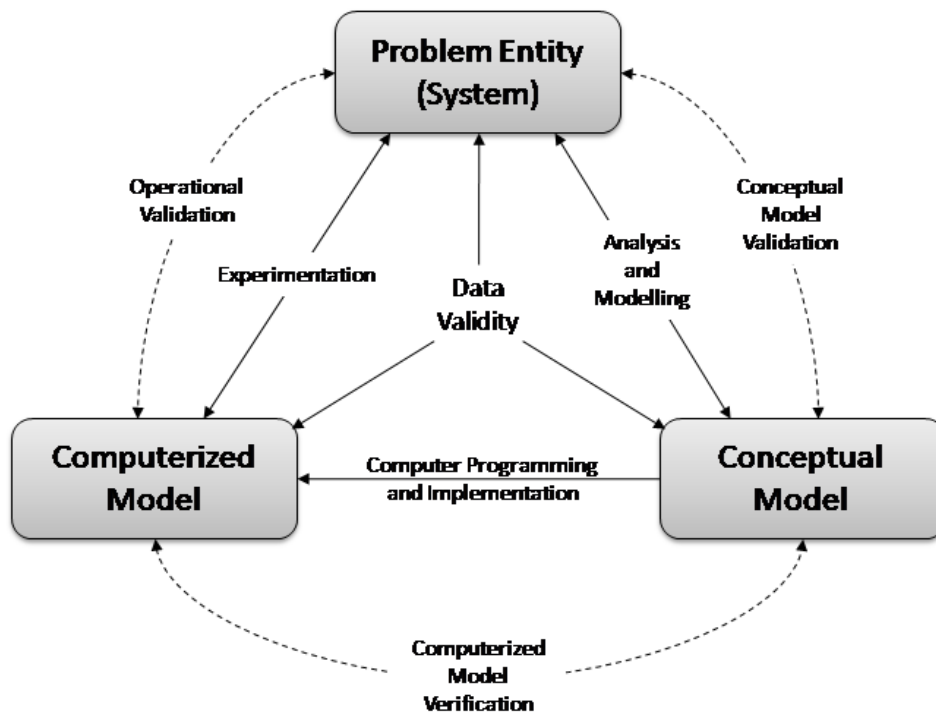 Problem Entity
(System)
Operational
Validation
Conceptual
Model
Validation
Experimentation
Analysis
and
Modelling
Data
Validity
Computerized
Model
Computer Programming
and Implementation
Conceptual
Model
Computerized
Model
Verification